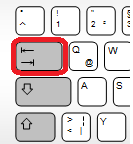 ° ! "
^ 1 2 ²
Q W
@
A S
> Y
< |